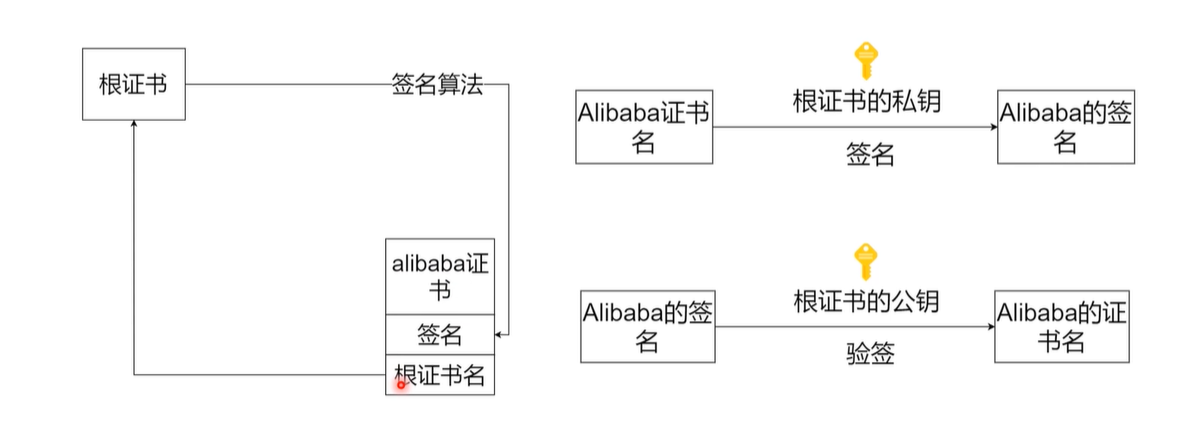 根证书
签名算法
alibaba证
书
签名
根证书名
Alibaba证书
名
根证书的私钥
签名
Alibaba的签
名
Alibaba的签
名
根证书的公钥
验签
Alibaba的证
书名